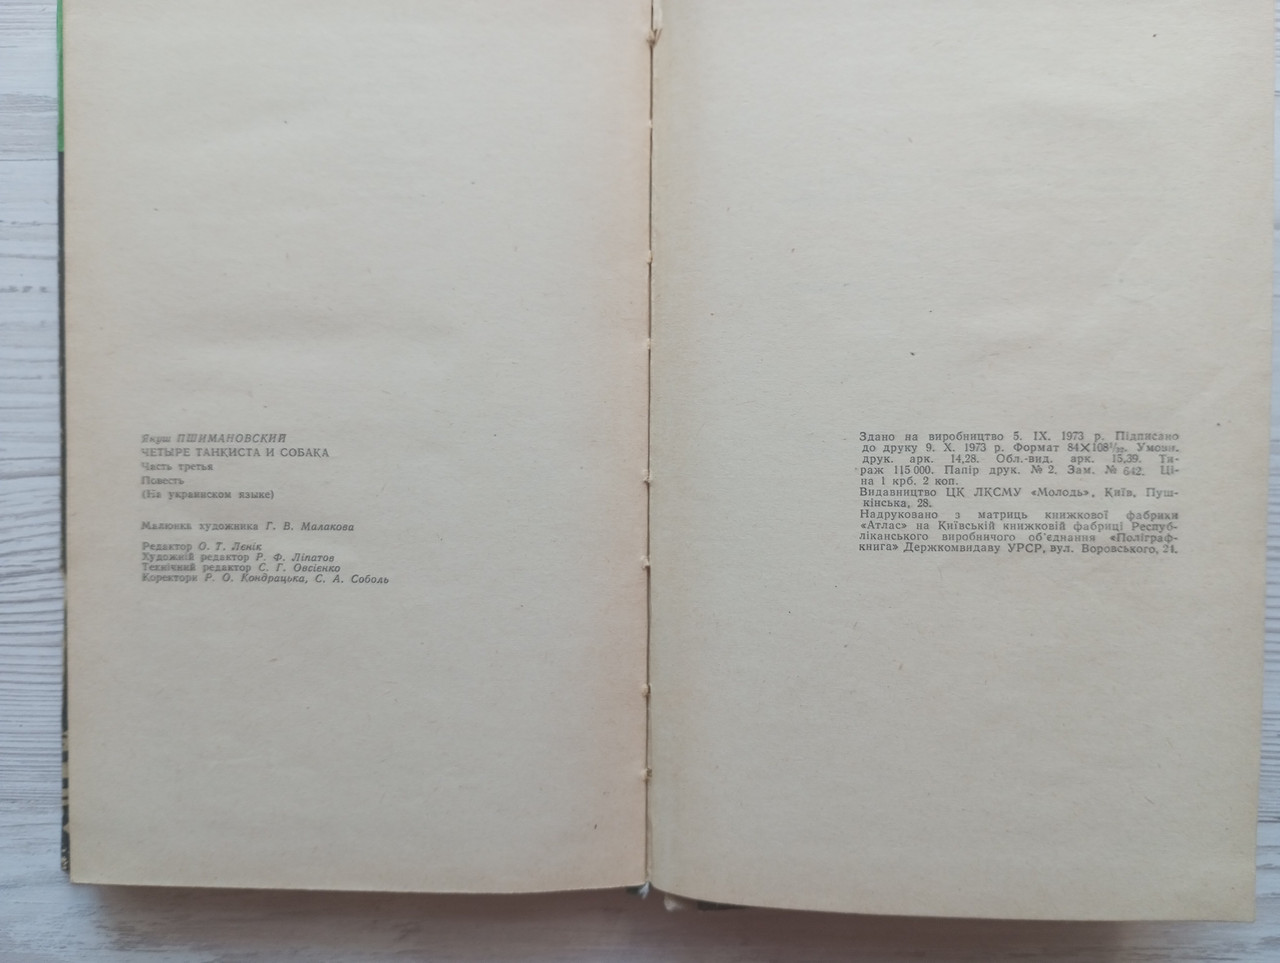 Януш ПШИМАНОВСКИЙ
ЧЕТЫРЕ ТАНКИСТА И СОБАКА
Часть третья
Повесть
(На украинском языке)
Малюнки художника Г. В. Малакова
Редактор О. Т. Лєнік
Художній редактор Р. Ф. Ліпатов
Технічний редактор С. Г. Овсієнко
Коректори Р. О. Кондрацька, С. А. Соболь
Здано на виробництво 5. IX. 1973 р. Підписано
до друку 9. X. 1973 р. Формат 84×108¹/₃₂. Умовн.
друк. арк. 14,28. Обл.-вид. арк. 15,39. Ти-
раж 115 000. Папір друк. № 2. Зам. № 642. Ці-
на 1 крб. 2 коп.
Видавництво ЦК ЛКСМУ «Молодь», Київ, Пуш-
кінська, 28.
Надруковано з матриць книжкової фабрики
«Атлас» на Київській книжковій фабриці Респуб-
ліканського виробничого об'єднання «Поліграф-
книга» Держкомвидаву УРСР, вул. Воровського, 24.